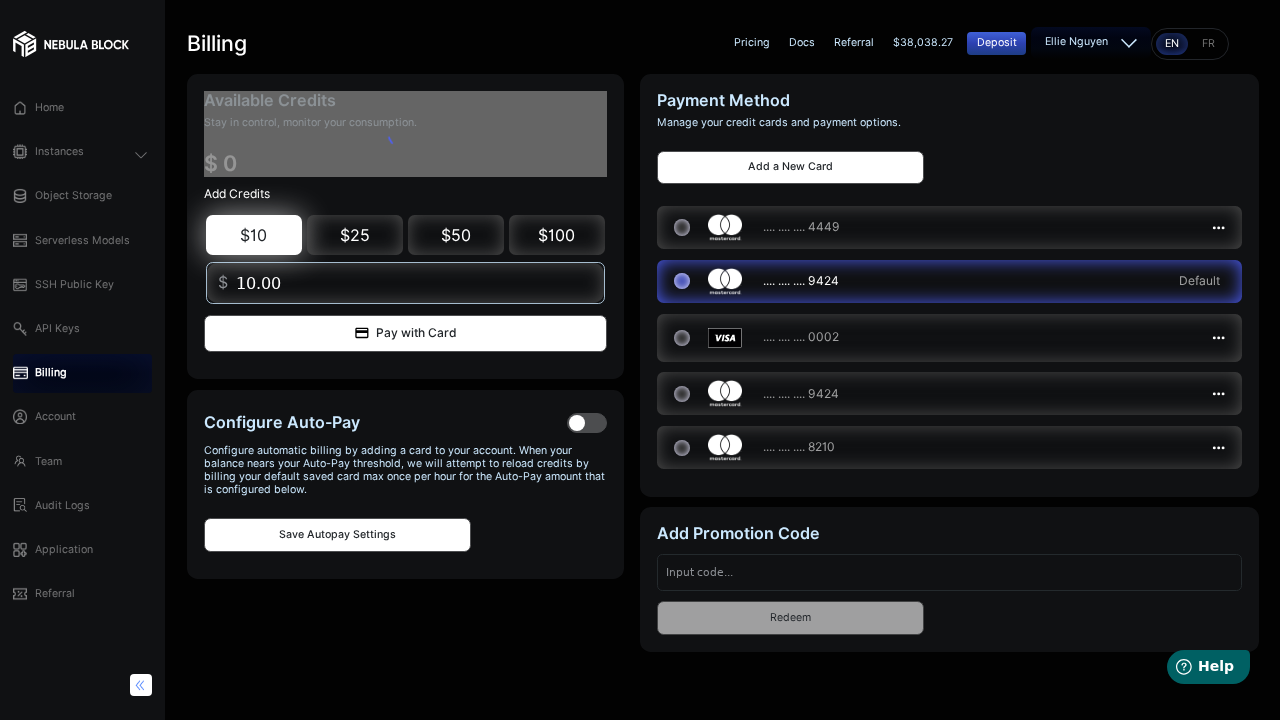 NEBULA BLOCK
Home
Instances
Object Storage
Serverless Models
SSH Public Key
API Keys
Billing
Account
Team
Audit Logs
Application
Referral
Billing
Pricing
Docs
Referral
$38,038.27
Deposit
Ellie Nguyen
EN
FR
Available Credits
Stay in control, monitor your consumption.
$ 0
Add Credits
$10
$25
$50
$100
$ 10.00
Pay with Card
Configure Auto-Pay
Configure automatic billing by adding a card to your account. When your
balance nears your Auto-Pay threshold, we will attempt to reload credits by
billing your default saved card max once per hour for the Auto-Pay amount that
is configured below.
Save Autopay Settings
Payment Method
Manage your credit cards and payment options.
Add a New Card
mastercard
.... .... .... 4449
mastercard
.... .... .... 9424
Default
VISA
.... .... .... 0002
mastercard
.... .... .... 9424
mastercard
.... .... .... 8210
Add Promotion Code
Input code...
Redeem
Help